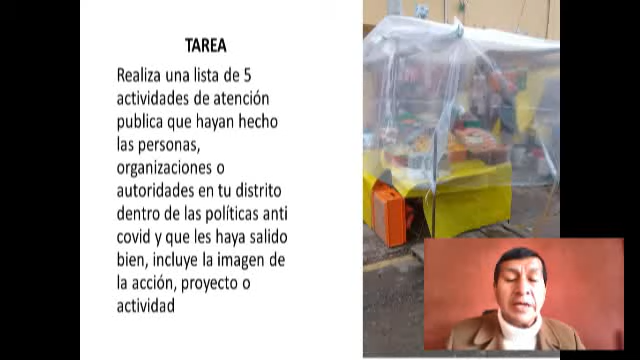 TAREA
Realiza una lista de 5
actividades de atención
publica que hayan hecho
las personas,
organizaciones o
autoridades en tu distrito
dentro de las políticas anti
covid y que les haya salido
bien, incluye la imagen de
la acción, proyecto o
actividad